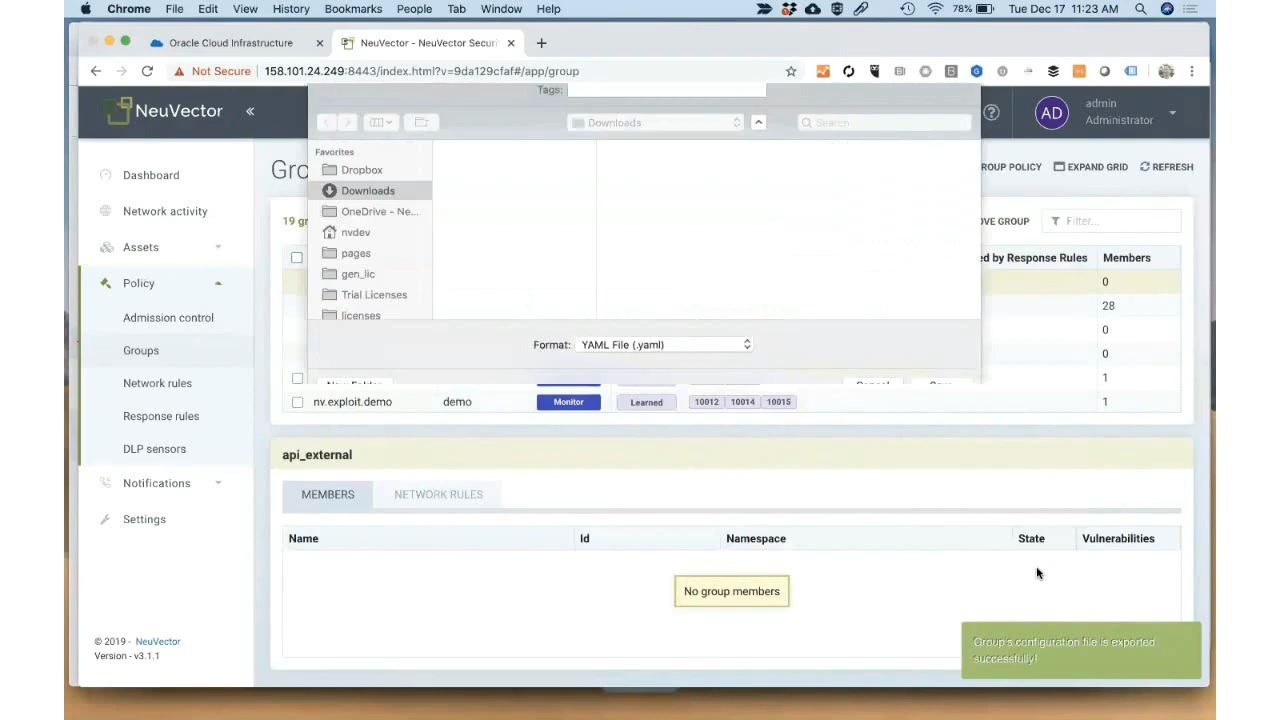 Chrome File Edit View History Bookmarks People Tab Window Help 78% Tue Dec 17 11:23 AM
Oracle Cloud Infrastructure × NeuVector - NeuVector Securi × +
Not Secure 158.101.24.249:8443/index.html?v=9da129cfaf#/app/group
NeuVector « Tags: ? AD admin
Administrator
Downloads Search
Favorites
Dropbox
Downloads
OneDrive - Ne...
nvdev
pages
gen_lic
Trial Licenses
licenses
Format: YAML File (.yaml)
New Folder Cancel Save
Dashboard
Network activity
Assets
Policy
Admission control
Groups
Network rules
Response rules
DLP sensors
Notifications
Settings
© 2019 - NeuVector
Version - v3.1.1
Gro ROUP POLICY EXPAND GRID REFRESH
19 gr OVE GROUP Filter...
ed by Response Rules Members
0
28
0
0
1
nv.exploit.demo demo Monitor Learned 10012 10014 10015 1
api_external
MEMBERS NETWORK RULES
Name Id Namespace State Vulnerabilities
No group members
Group's configuration file is exported
successfully!